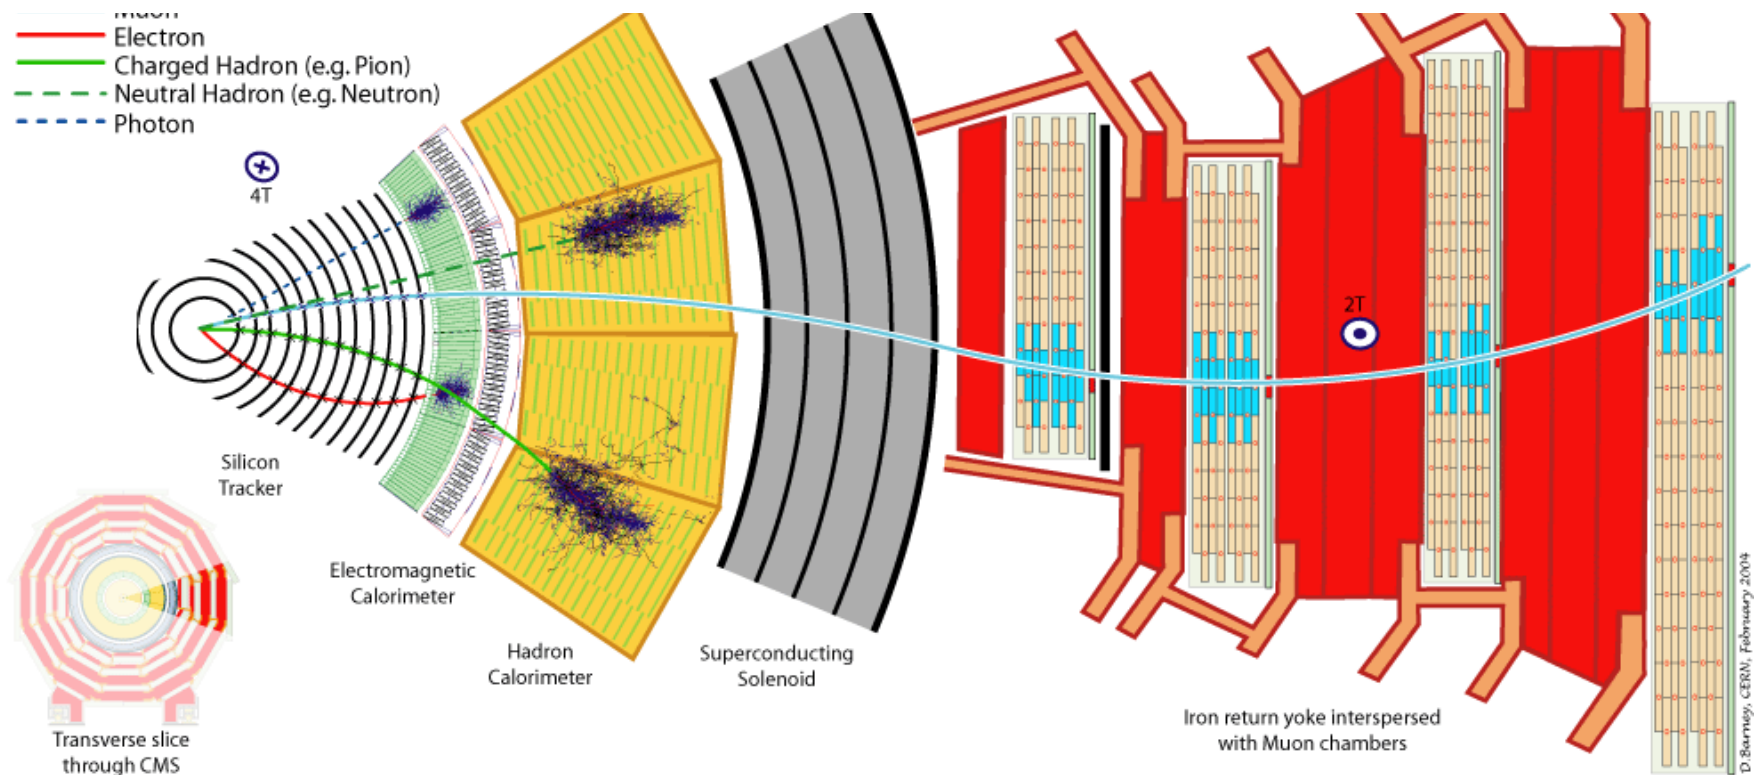 Muon
Electron
Charged Hadron (e.g. Pion)
Neutral Hadron (e.g. Neutron)
Photon
4T
2T
Silicon
Tracker
Electromagnetic
Calorimeter
Hadron
Calorimeter
Superconducting
Solenoid
Iron return yoke interspersed
with Muon chambers
Transverse slice
through CMS
D. Barney, CERN, February 2004